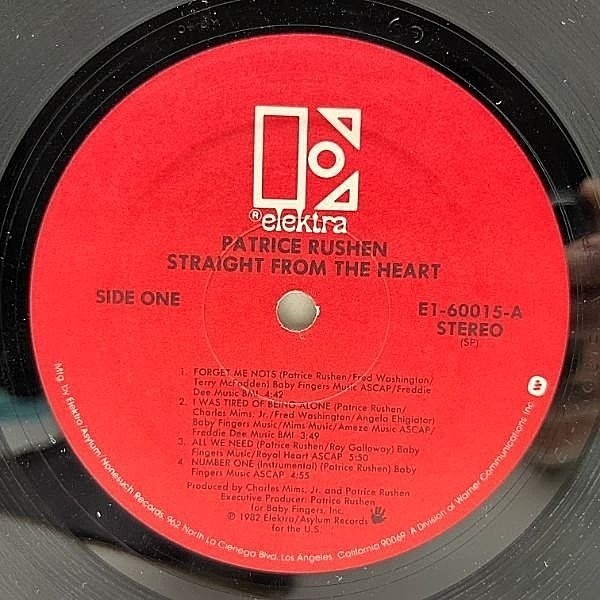 ® elektra
PATRICE RUSHEN
STRAIGHT FROM THE HEART
SIDE ONE
E1-60015-A
STEREO
(SP)
1. FORGET ME NOTS (Patrice Rushen/Fred Washington/
Terry McFadden) Baby Fingers Music ASCAP/Freddie
Dee Music BMI 4:42
2. I WAS TIRED OF BEING ALONE (Patrice Rushen/
Charles Mims, Jr./Fred Washington/Angela Ehigiator)
Baby Fingers Music/Mims Music/Ameze Music ASCAP/
Freddie Dee Music BMI 3:49
3. ALL WE NEED (Patrice Rushen/Roy Galloway) Baby
Fingers Music/Royal Heart ASCAP 5:50
4. NUMBER ONE (Instrumental) (Patrice Rushen) Baby
Fingers Music ASCAP 4:55
Produced by Charles Mims, Jr. and Patrice Rushen
Executive Producer: Patrice Rushen
for Baby Fingers, Inc.
℗ © 1982 Elektra/Asylum Records
for the U.S.
Mfg. by Elektra/Asylum/Nonesuch Records, 962 North La Cienega Blvd., Los Angeles, California 90069. A Division of Warner Communications Inc.